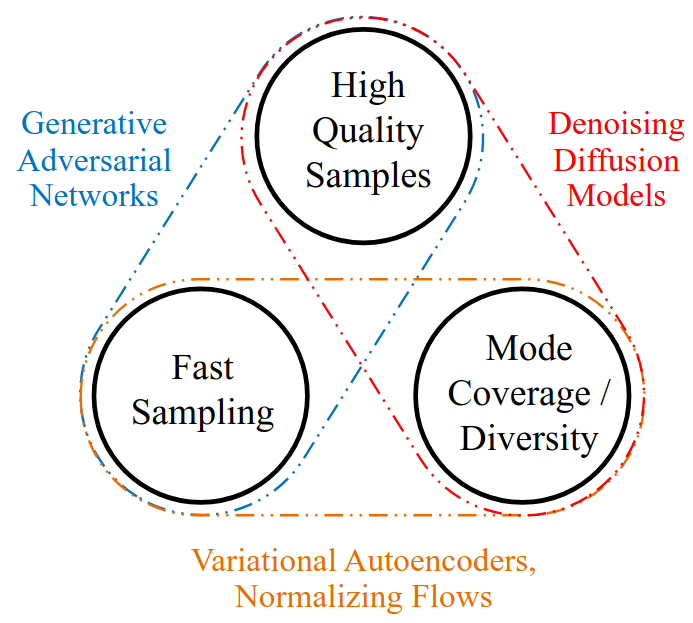 High
Quality
Samples
Generative
Adversarial
Networks
Denoising
Diffusion
Models
Fast
Sampling
Mode
Coverage /
Diversity
Variational Autoencoders,
Normalizing Flows